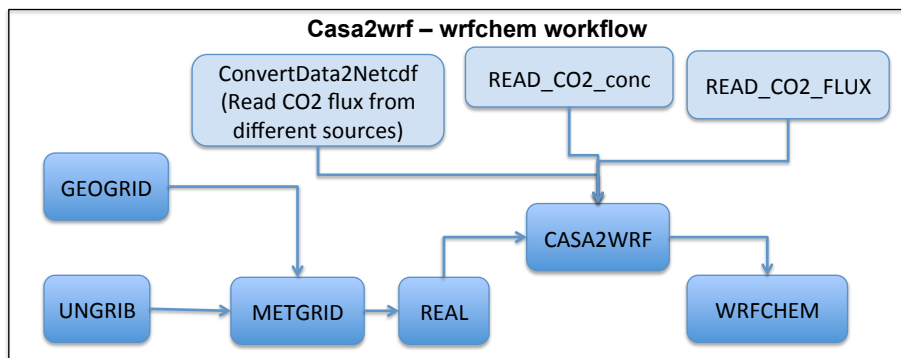 Casa2wrf – wrfchem workflow
ConvertData2Netcdf
(Read CO2 flux from
different sources)
READ_CO2_conc
READ_CO2_FLUX
GEOGRID
CASA2WRF
UNGRIB
METGRID
REAL
WRFCHEM